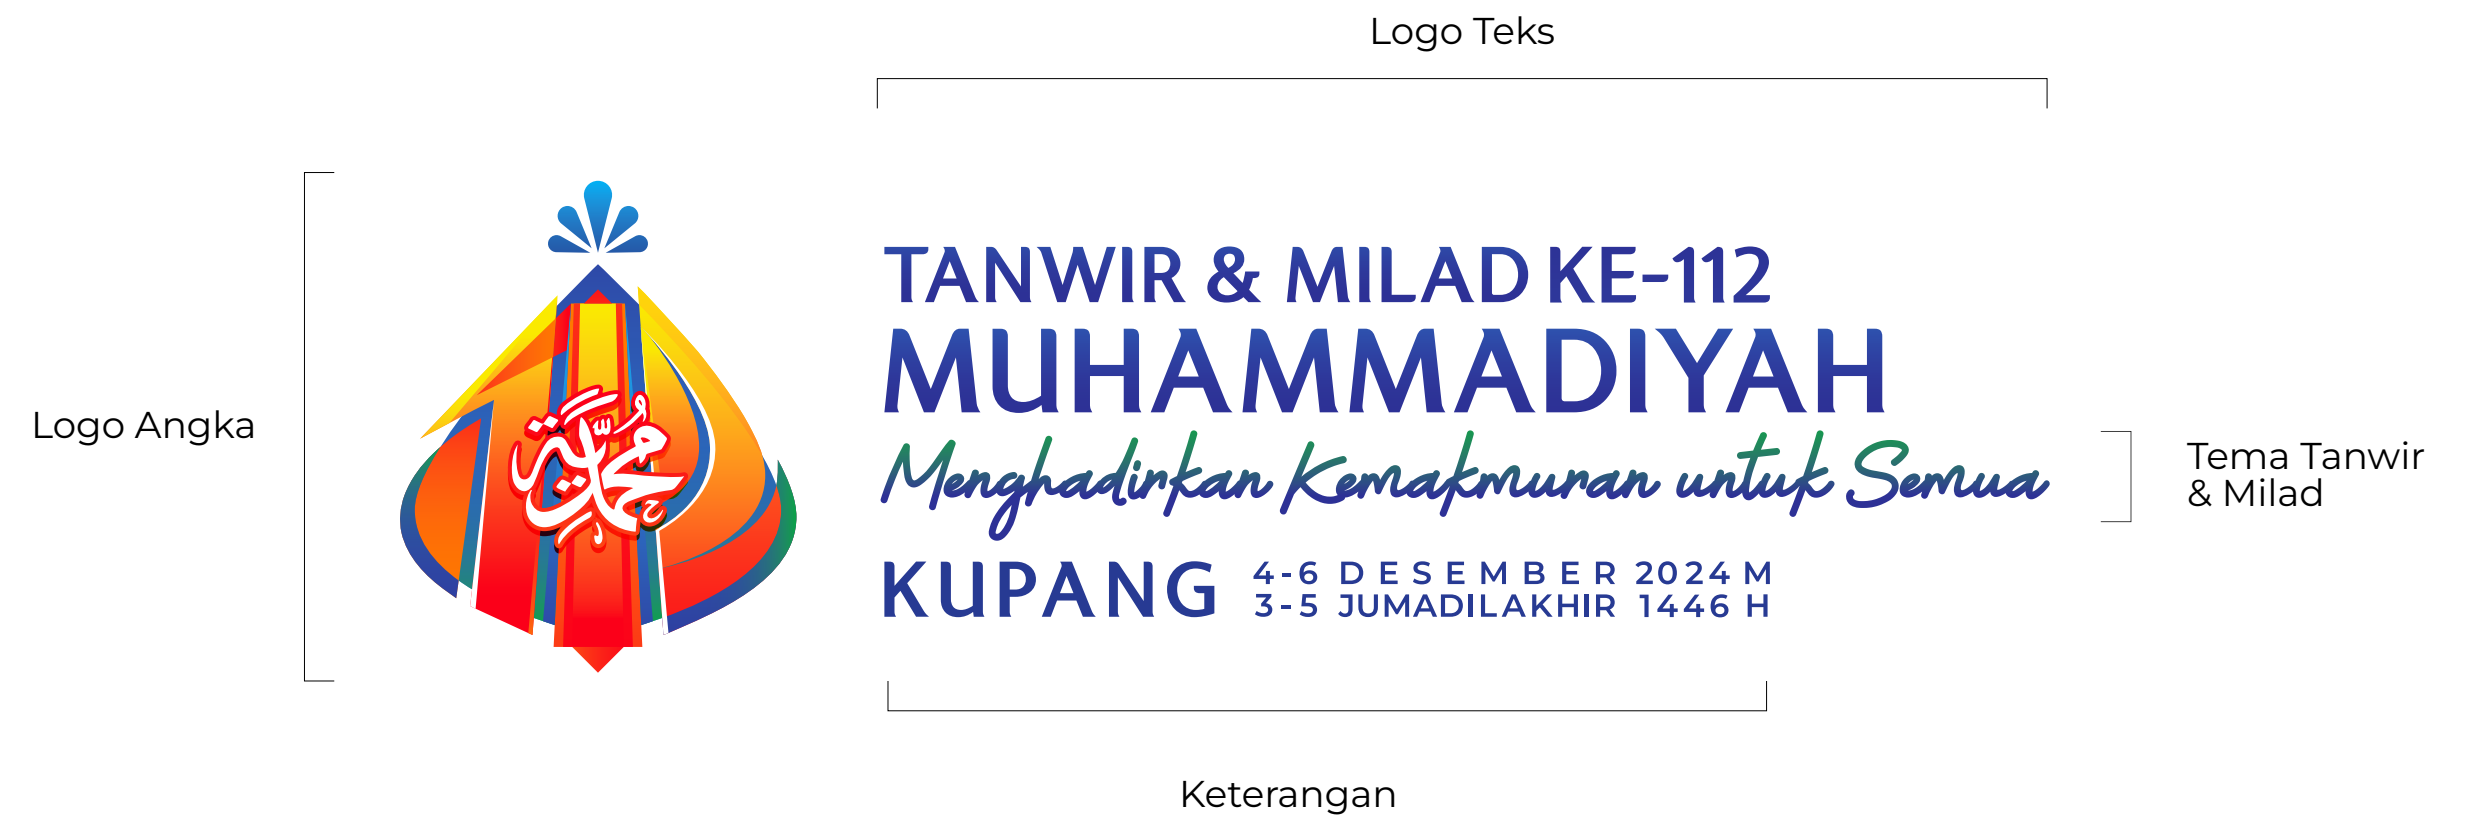 Logo Teks
Logo Angka
محمدية
TANWIR & MILAD KE-112
MUHAMMADIYAH
Menghadirkan Kemakmuran untuk Semua
KUPANG
4-6 DESEMBER 2024 M
3-5 JUMADILAKHIR 1446 H
Tema Tanwir
& Milad
Keterangan